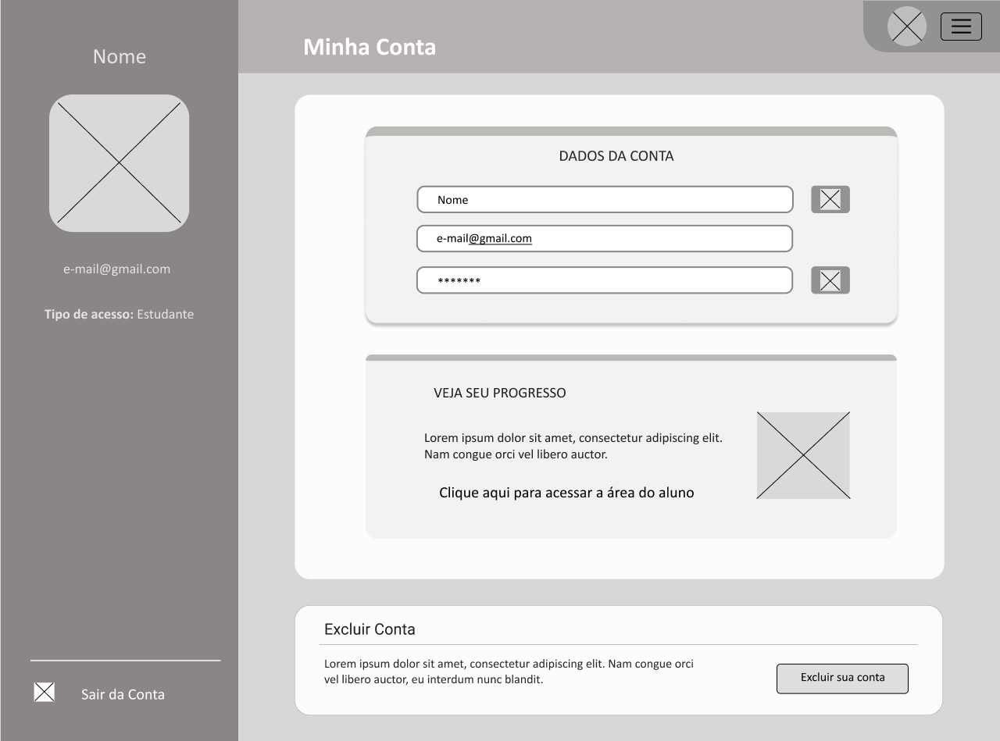 Nome
e-mail@gmail.com
Tipo de acesso: Estudante
Sair da Conta
Minha Conta
DADOS DA CONTA
Nome
e-mail@gmail.com
*******
VEJA SEU PROGRESSO
Lorem ipsum dolor sit amet, consectetur adipiscing elit.
Nam congue orci vel libero auctor.
Clique aqui para acessar a área do aluno
Excluir Conta
Lorem ipsum dolor sit amet, consectetur adipiscing elit. Nam congue orci
vel libero auctor, eu interdum nunc blandit.
Excluir sua conta